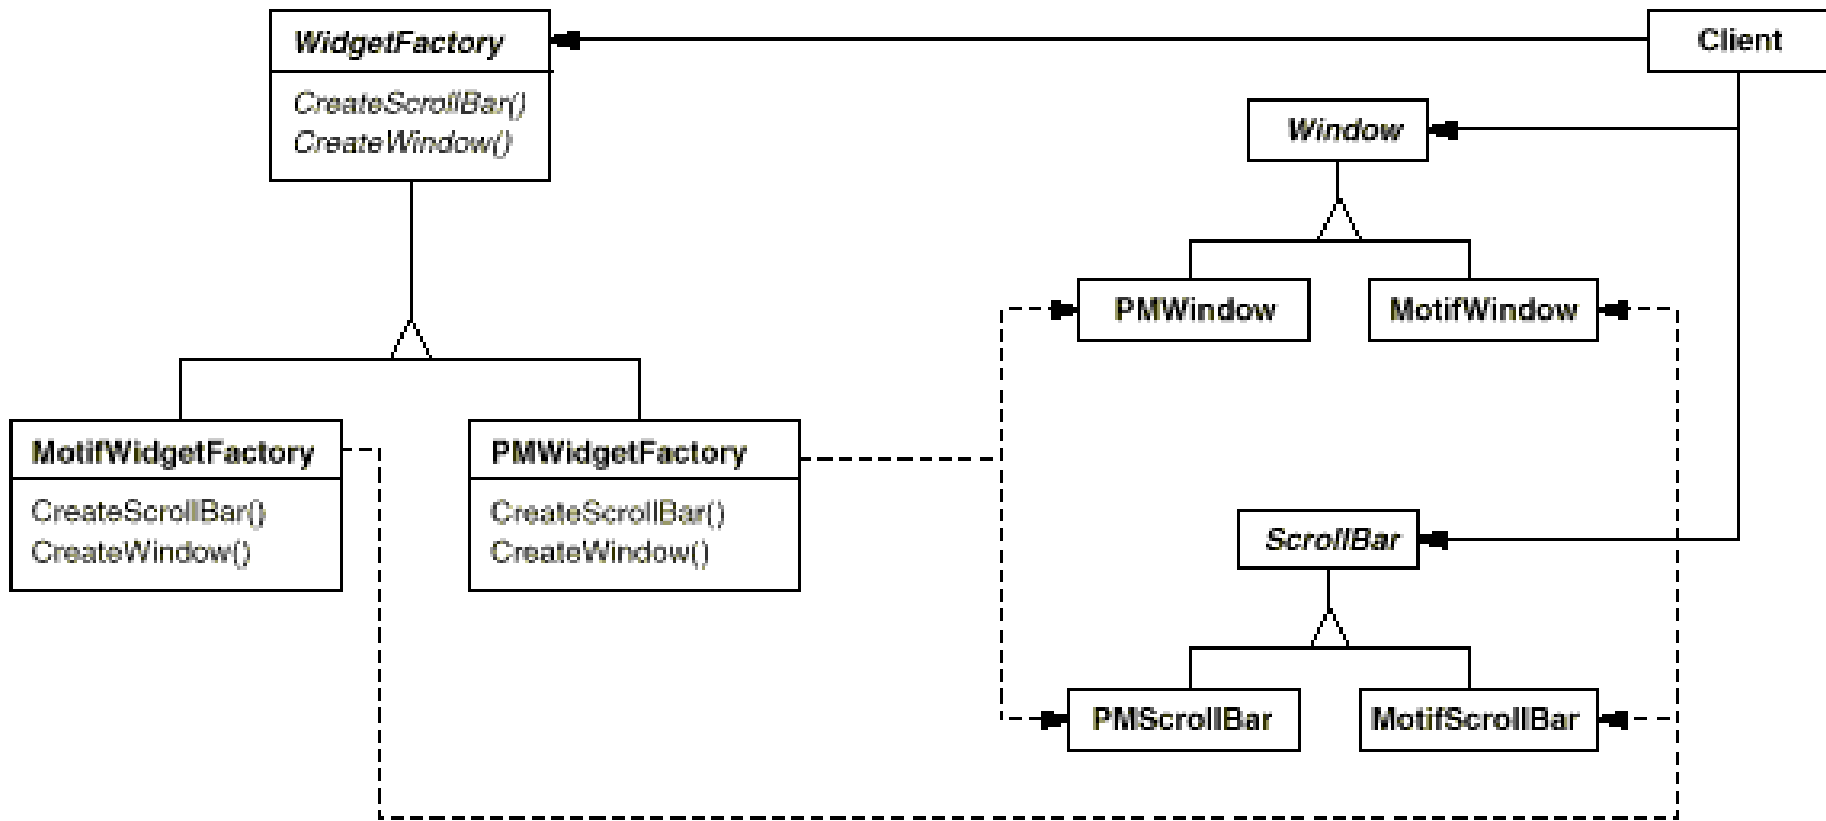 WidgetFactory
CreateScrollBar()
CreateWindow()
Client
Window
PMWindow
MotifWindow
MotifWidgetFactory
CreateScrollBar()
CreateWindow()
PMWidgetFactory
CreateScrollBar()
CreateWindow()
ScrollBar
PMScrollBar
MotifScrollBar